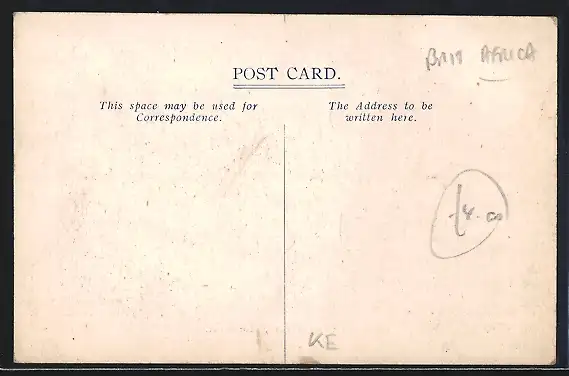 BRIT AFRICA
POST CARD.
This space may be used for
Correspondence.
The Address to be
written here.
KE